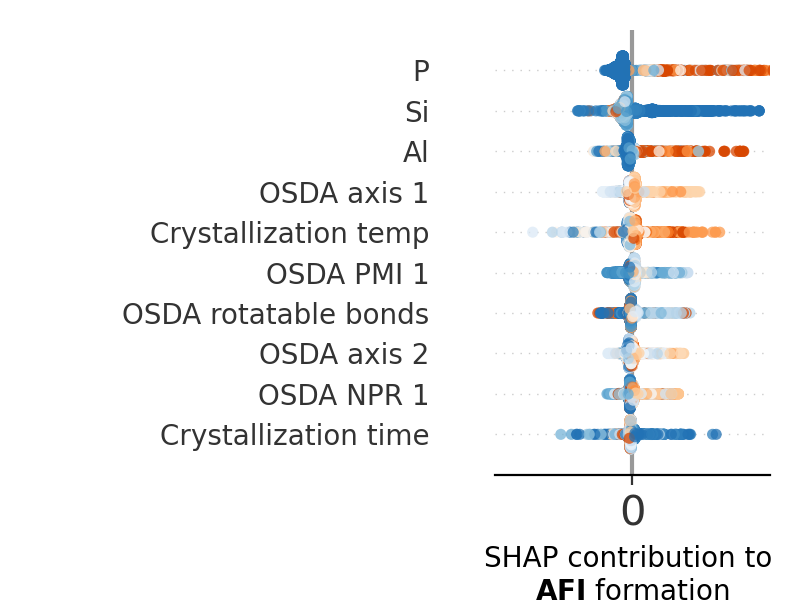 P
Si
Al
OSDA axis 1
Crystallization temp
OSDA PMI 1
OSDA rotatable bonds
OSDA axis 2
OSDA NPR 1
Crystallization time
0
SHAP contribution to
AFI formation